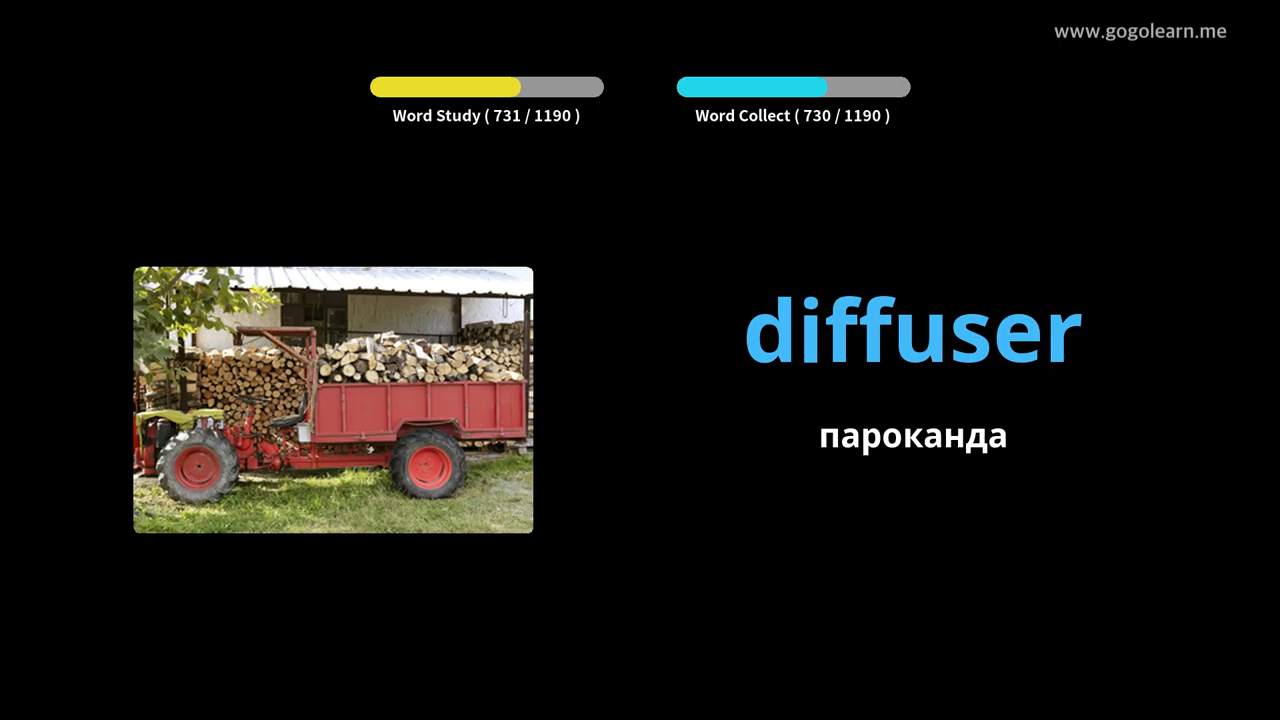 www.gogolearn.me
Word Study ( 731 / 1190 )
Word Collect ( 730 / 1190 )
diffuser
пароканда